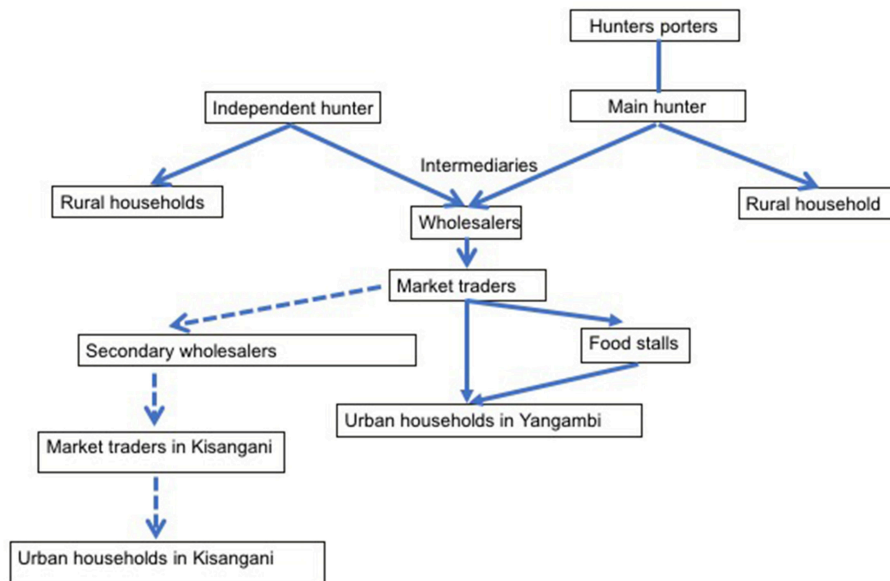 Hunters porters
Independent hunter
Main hunter
Intermediaries
Rural households
Rural household
Wholesalers
Market traders
Secondary wholesalers
Food stalls
Urban households in Yangambi
Market traders in Kisangani
Urban households in Kisangani